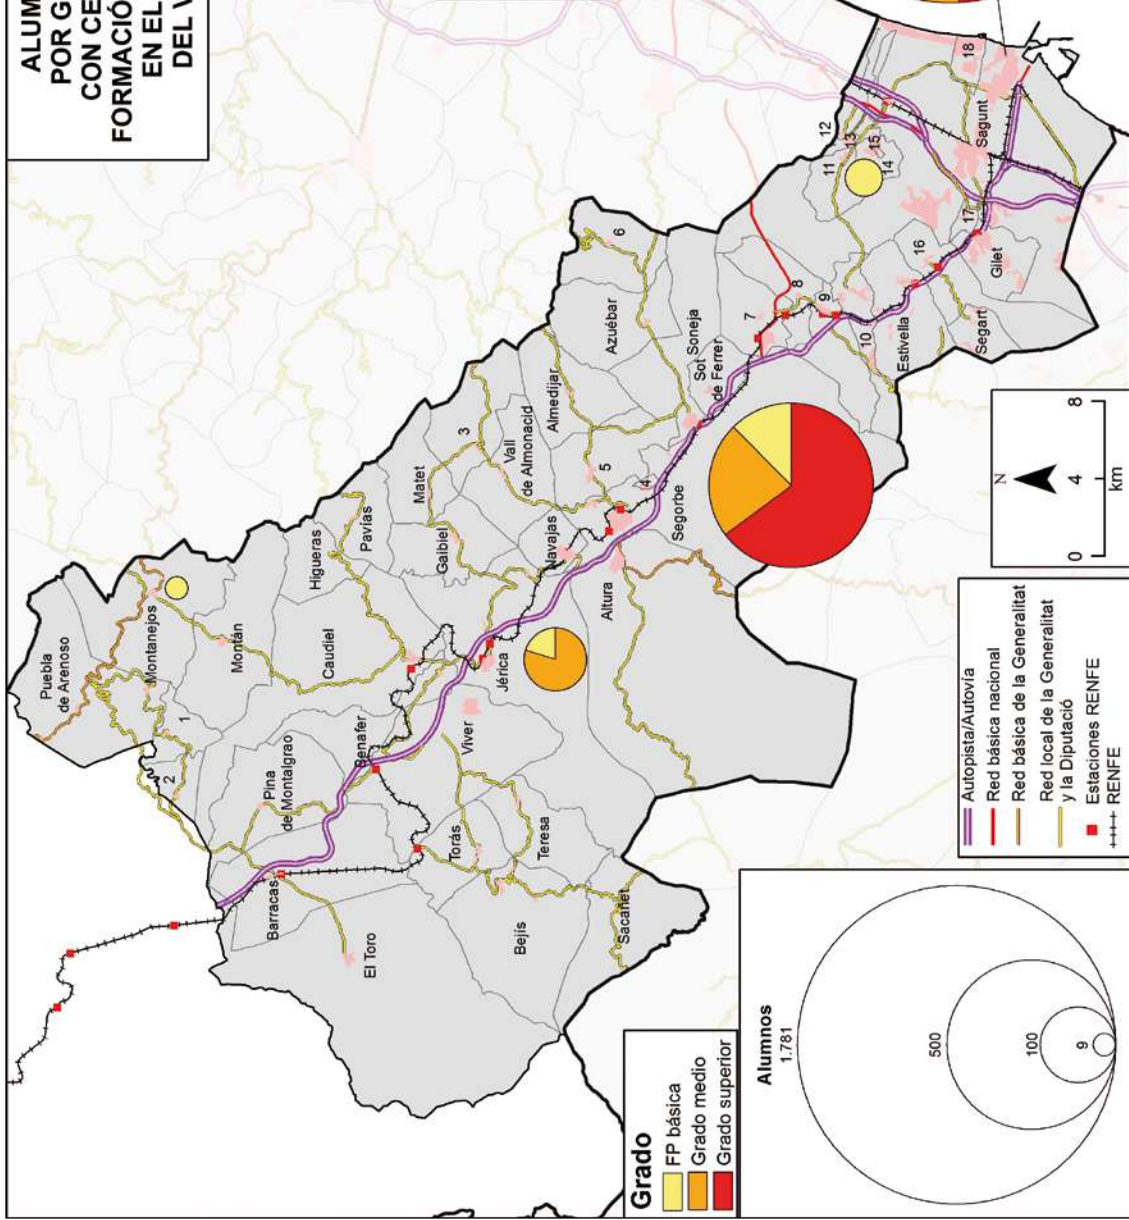 ALUM
POR G
CON CE
FORMACIÓ
EN EL
DEL V
Puebla
de Arenoso
Montanejos
1
2
Montán
Higueras
Pavías
Caudiel
Pina
de Montalgrao
Benafer
Barracas
El Toro
Matet
3
Gaibiel
Vall
de Almonacid
Almedijar
Azuébar
6
Jérica
Viver
Navajas
5
4
Altura
Segorbe
Sot
de Ferrer
Soneja
Torás
Teresa
Bejís
Sacañet
7
8
9
10
11
12
13
14
15
Estivella
16
17
Segart
Gilet
Sagunt
18
N
0 4 8
km
Autopista/Autovía
Red básica nacional
Red básica de la Generalitat
Red local de la Generalitat
y la Diputació
Estaciones RENFE
RENFE
Grado
FP básica
Grado medio
Grado superior
Alumnos
1.781
500
100
9